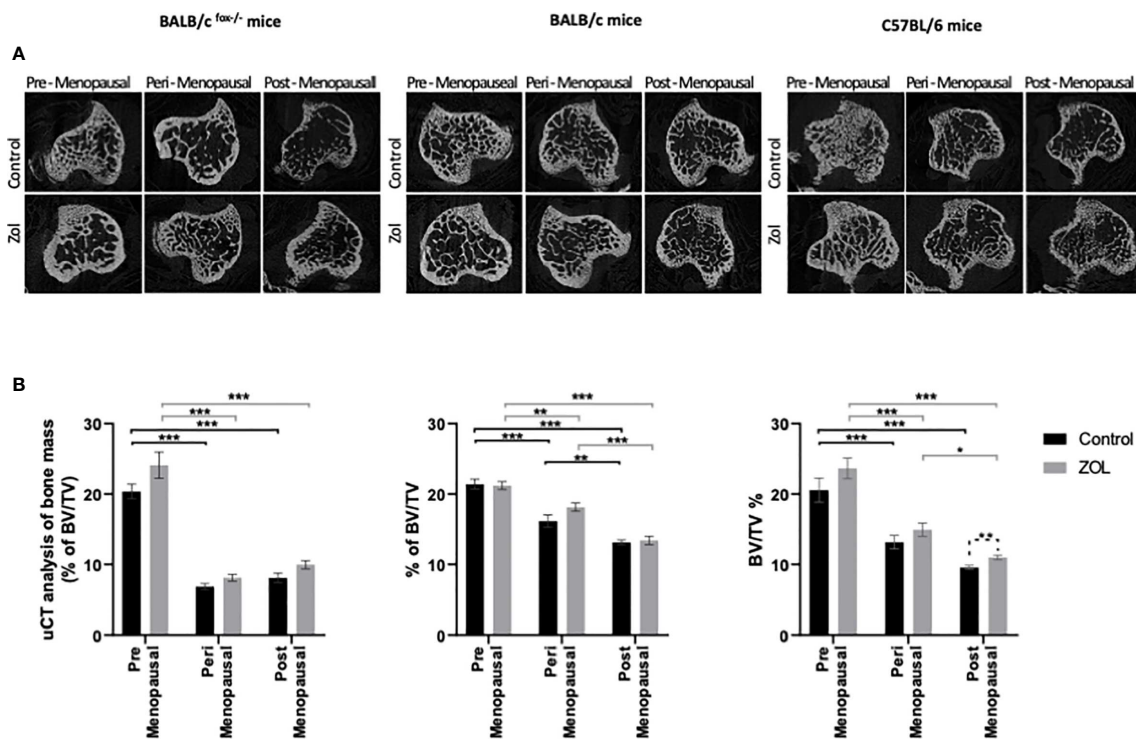 BALB/c fox-/- mice
BALB/c mice
C57BL/6 mice
A
Pre - Menopausal Peri - Menopausal Post - Menopausall
Pre - Menopauseal Peri - Menopausal Post - Menopausal
Pre - Menopausal Peri - Menopausal Post - Menopausal
Control
Zol
Control
Zol
Control
Zol
B
uCT analysis of bone mass
(% of BV/TV)
30
20
10
0
***
***
***
***
Pre
Menopausal
Peri
Menopausal
Post
Menopausal
% of BV/TV
30
20
10
0
***
**
***
***
***
**
Pre
Menopausal
Peri
Menopausal
Post
Menopausal
BV/TV %
30
20
10
0
***
***
***
***
*
**
Pre
Menopausal
Peri
Menopausal
Post
Menopausal
Control
ZOL